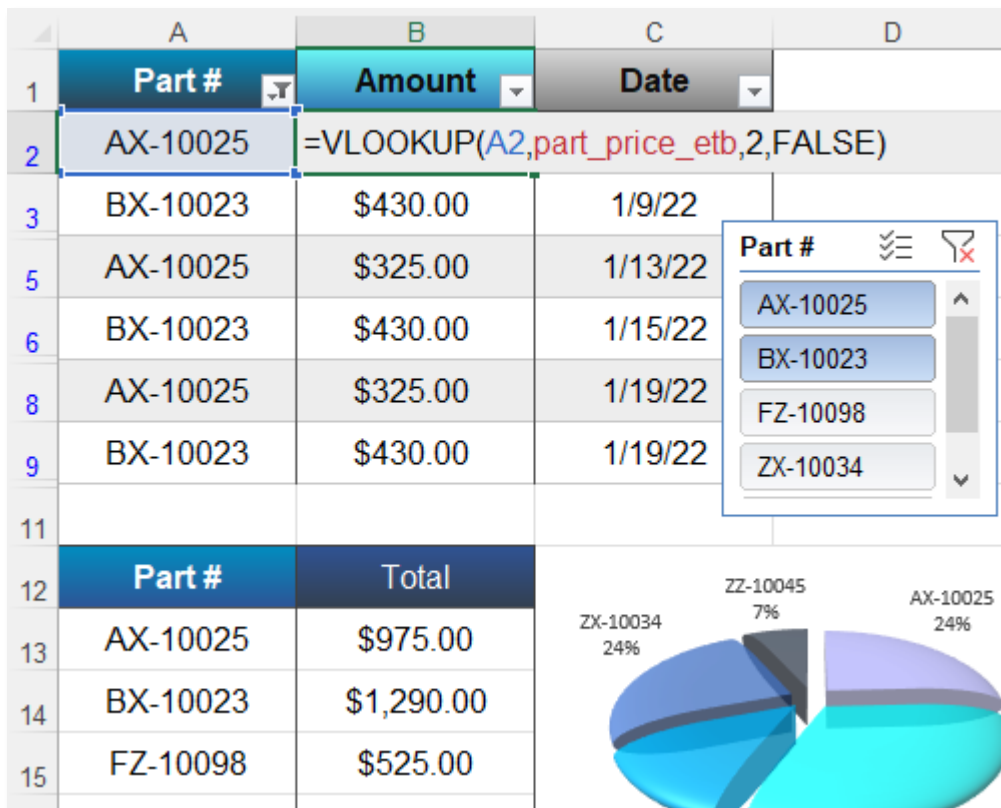 A B C D
1 Part # Amount Date
2 AX-10025 =VLOOKUP(A2,part_price_etb,2,FALSE)
3 BX-10023 $430.00 1/9/22
5 AX-10025 $325.00 1/13/22
6 BX-10023 $430.00 1/15/22
8 AX-10025 $325.00 1/19/22
9 BX-10023 $430.00 1/19/22
Part #
AX-10025
BX-10023
FZ-10098
ZX-10034
11
12 Part # Total
13 AX-10025 $975.00
14 BX-10023 $1,290.00
15 FZ-10098 $525.00
ZX-10034
24%
ZZ-10045
7%
AX-10025
24%